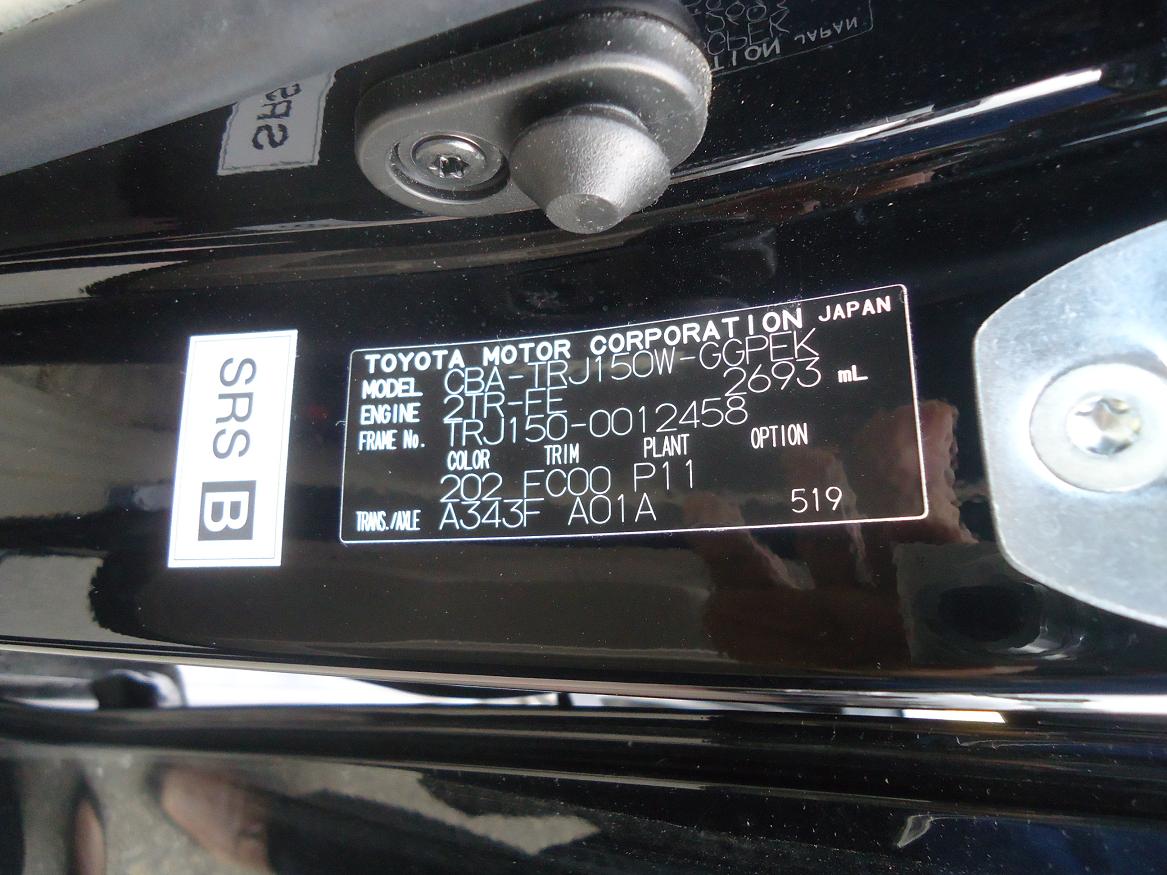 TOYOTA MOTOR CORPORATION JAPAN
MODEL CBA-TRJ150W-GGPEK
ENGINE 2TR-FE 2693 mL
FRAME No. TRJ150-0012458
COLOR TRIM PLANT OPTION
202 FC00 P11
TRANS./AXLE A343F A01A 519
SRS B
SRS